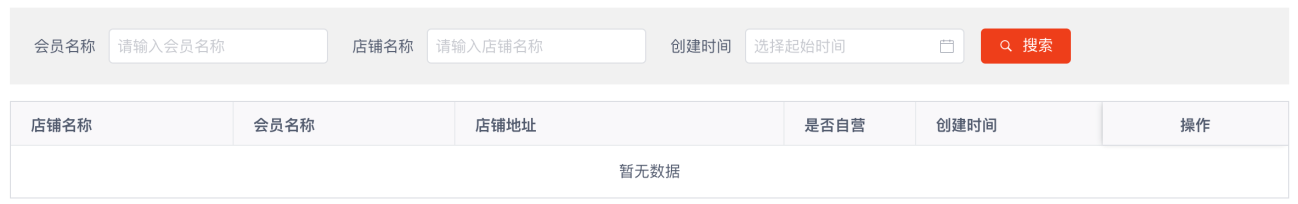 会员名称 请输入会员名称 店铺名称 请输入店铺名称 创建时间 选择起始时间 搜索
店铺名称 会员名称 店铺地址 是否自营 创建时间 操作
暂无数据